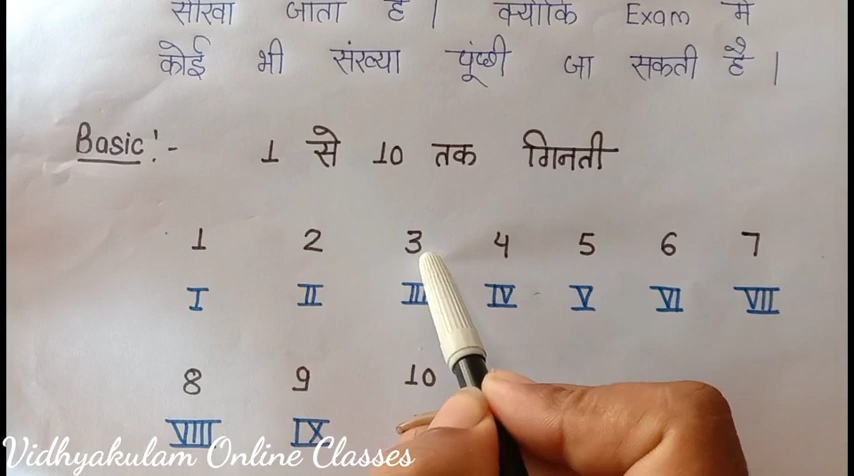 सीखा जाता है । क्योंकि Exam में
कोई भी संख्या पूंछी जा सकती है ।
Basic :- 1 से 10 तक गिनती
1 2 3 4 5 6 7
I II III IV V VI VII
8 9 10
VIII IX
Vidhyakulam Online Classes